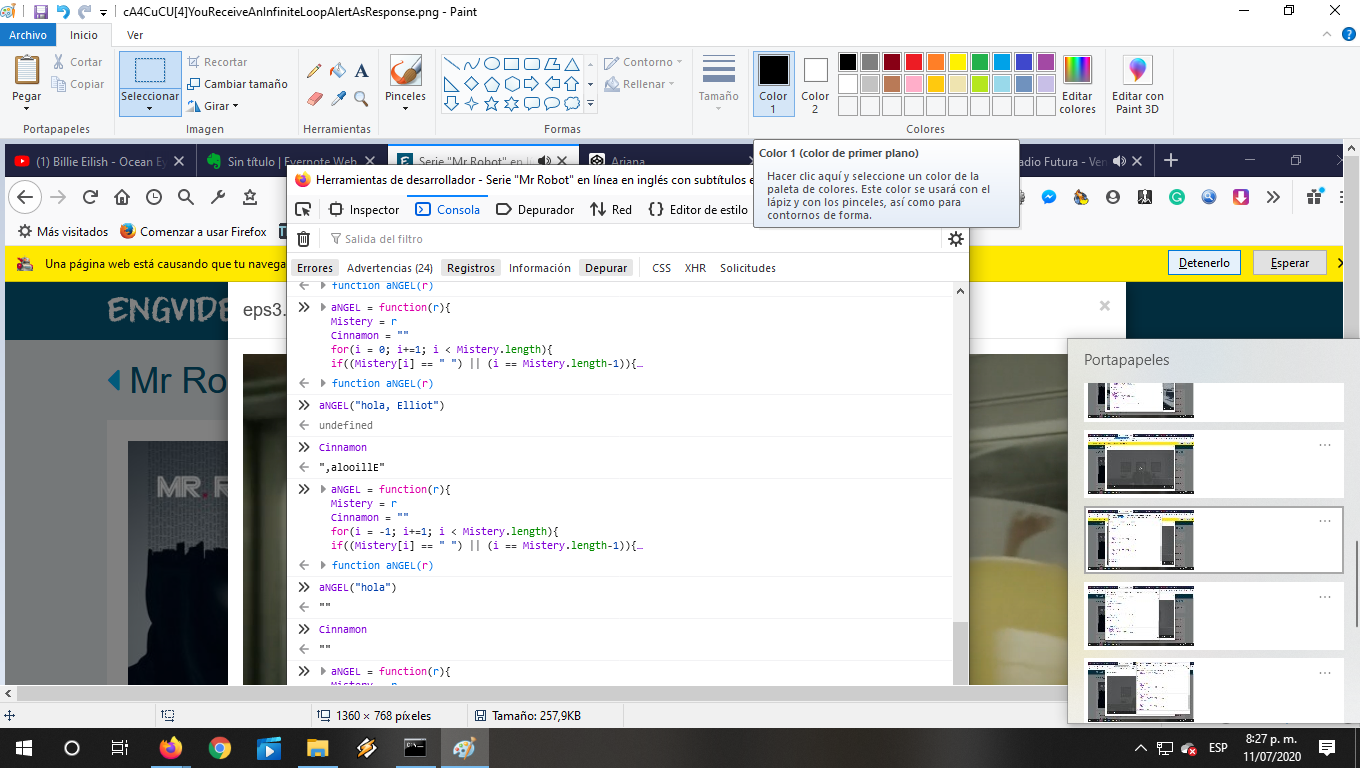 cA4CuCU[4]YouReceiveAnInfiniteLoopAlertAsResponse.png - Paint
Archivo Inicio Ver
Pegar
Cortar
Copiar
Portapapeles
Seleccionar
Recortar
Cambiar tamaño
Girar
Imagen
A
Herramientas
Pinceles
Contorno
Rellenar
Formas
Tamaño
Color
1
Color
2
Editar
colores
Colores
Editar con
Paint 3D
Color 1 (color de primer plano)
Hacer clic aquí y seleccione un color de la
paleta de colores. Este color se usará con el
lápiz y con los pinceles, así como para
contornos de forma.
(1) Billie Eilish - Ocean Ey
Sin título | Evernote Web
Serie "Mr Robot" en lí
Ariana
adio Futura - Ven
Herramientas de desarrollador - Serie "Mr Robot" en línea en inglés con subtítulos e
Inspector Consola Depurador Red Editor de estilo
Más visitados
Comenzar a usar Firefox
Salida del filtro
Una página web está causando que tu navega
Detenerlo
Esperar
Errores Advertencias (24) Registros Información Depurar CSS XHR Solicitudes
ENGVIDE
eps3.
Mr Ro
MR. R
function aNGEL(r)
aNGEL = function(r){
Mistery = r
Cinnamon = ""
for(i = 0; i+=1; i < Mistery.length){
if((Mistery[i] == " ") || (i == Mistery.length-1)){…
function aNGEL(r)
aNGEL("hola, Elliot")
undefined
Cinnamon
",alooillE"
aNGEL = function(r){
Mistery = r
Cinnamon = ""
for(i = -1; i+=1; i < Mistery.length){
if((Mistery[i] == " ") || (i == Mistery.length-1)){…
function aNGEL(r)
aNGEL("hola")
""
Cinnamon
""
aNGEL = function(r){
Mistery = r
Portapapeles
1360 × 768 píxeles
Tamaño: 257,9KB
ESP
8:27 p. m.
11/07/2020